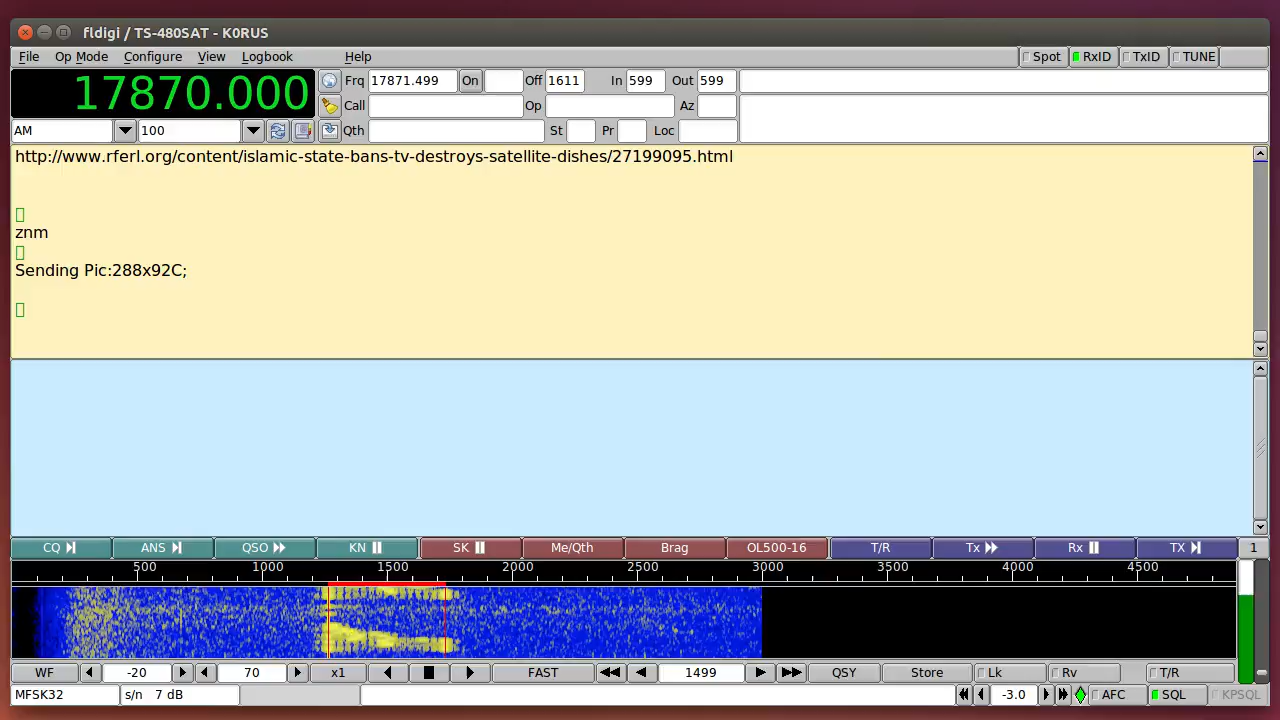 fldigi / TS-480SAT - K0RUS
File Op Mode Configure View Logbook Help Spot RxID TxID TUNE
17870.000 Frq 17871.499 On Off 1611 In 599 Out 599
Call Op Az
AM 100 Qth St Pr Loc
http://www.rferl.org/content/islamic-state-bans-tv-destroys-satellite-dishes/27199095.html
znm
Sending Pic:288x92C;
CQ ANS QSO KN SK Me/Qth Brag OL500-16 T/R Tx Rx TX 1
500 1000 1500 2000 2500 3000 3500 4000 4500
WF -20 70 x1 FAST 1499 QSY Store Lk Rv T/R
MFSK32 s/n 7 dB -3.0 AFC SQL KPSQL